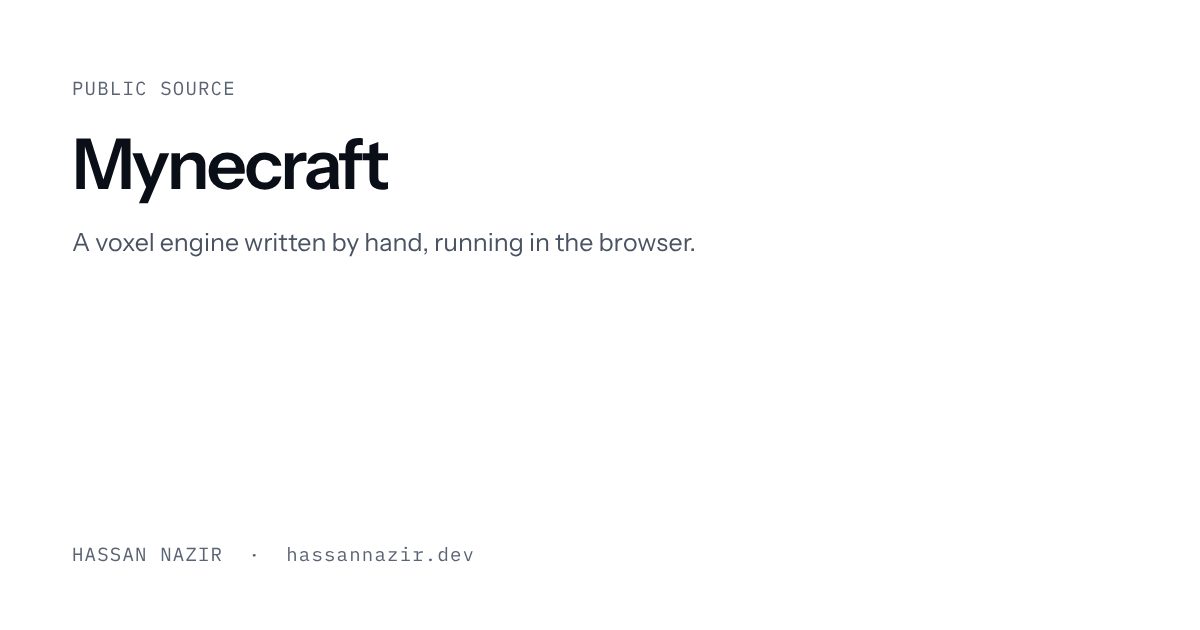 PUBLIC SOURCE
Mynecraft
A voxel engine written by hand, running in the browser.
HASSAN NAZIR · hassannazir.dev